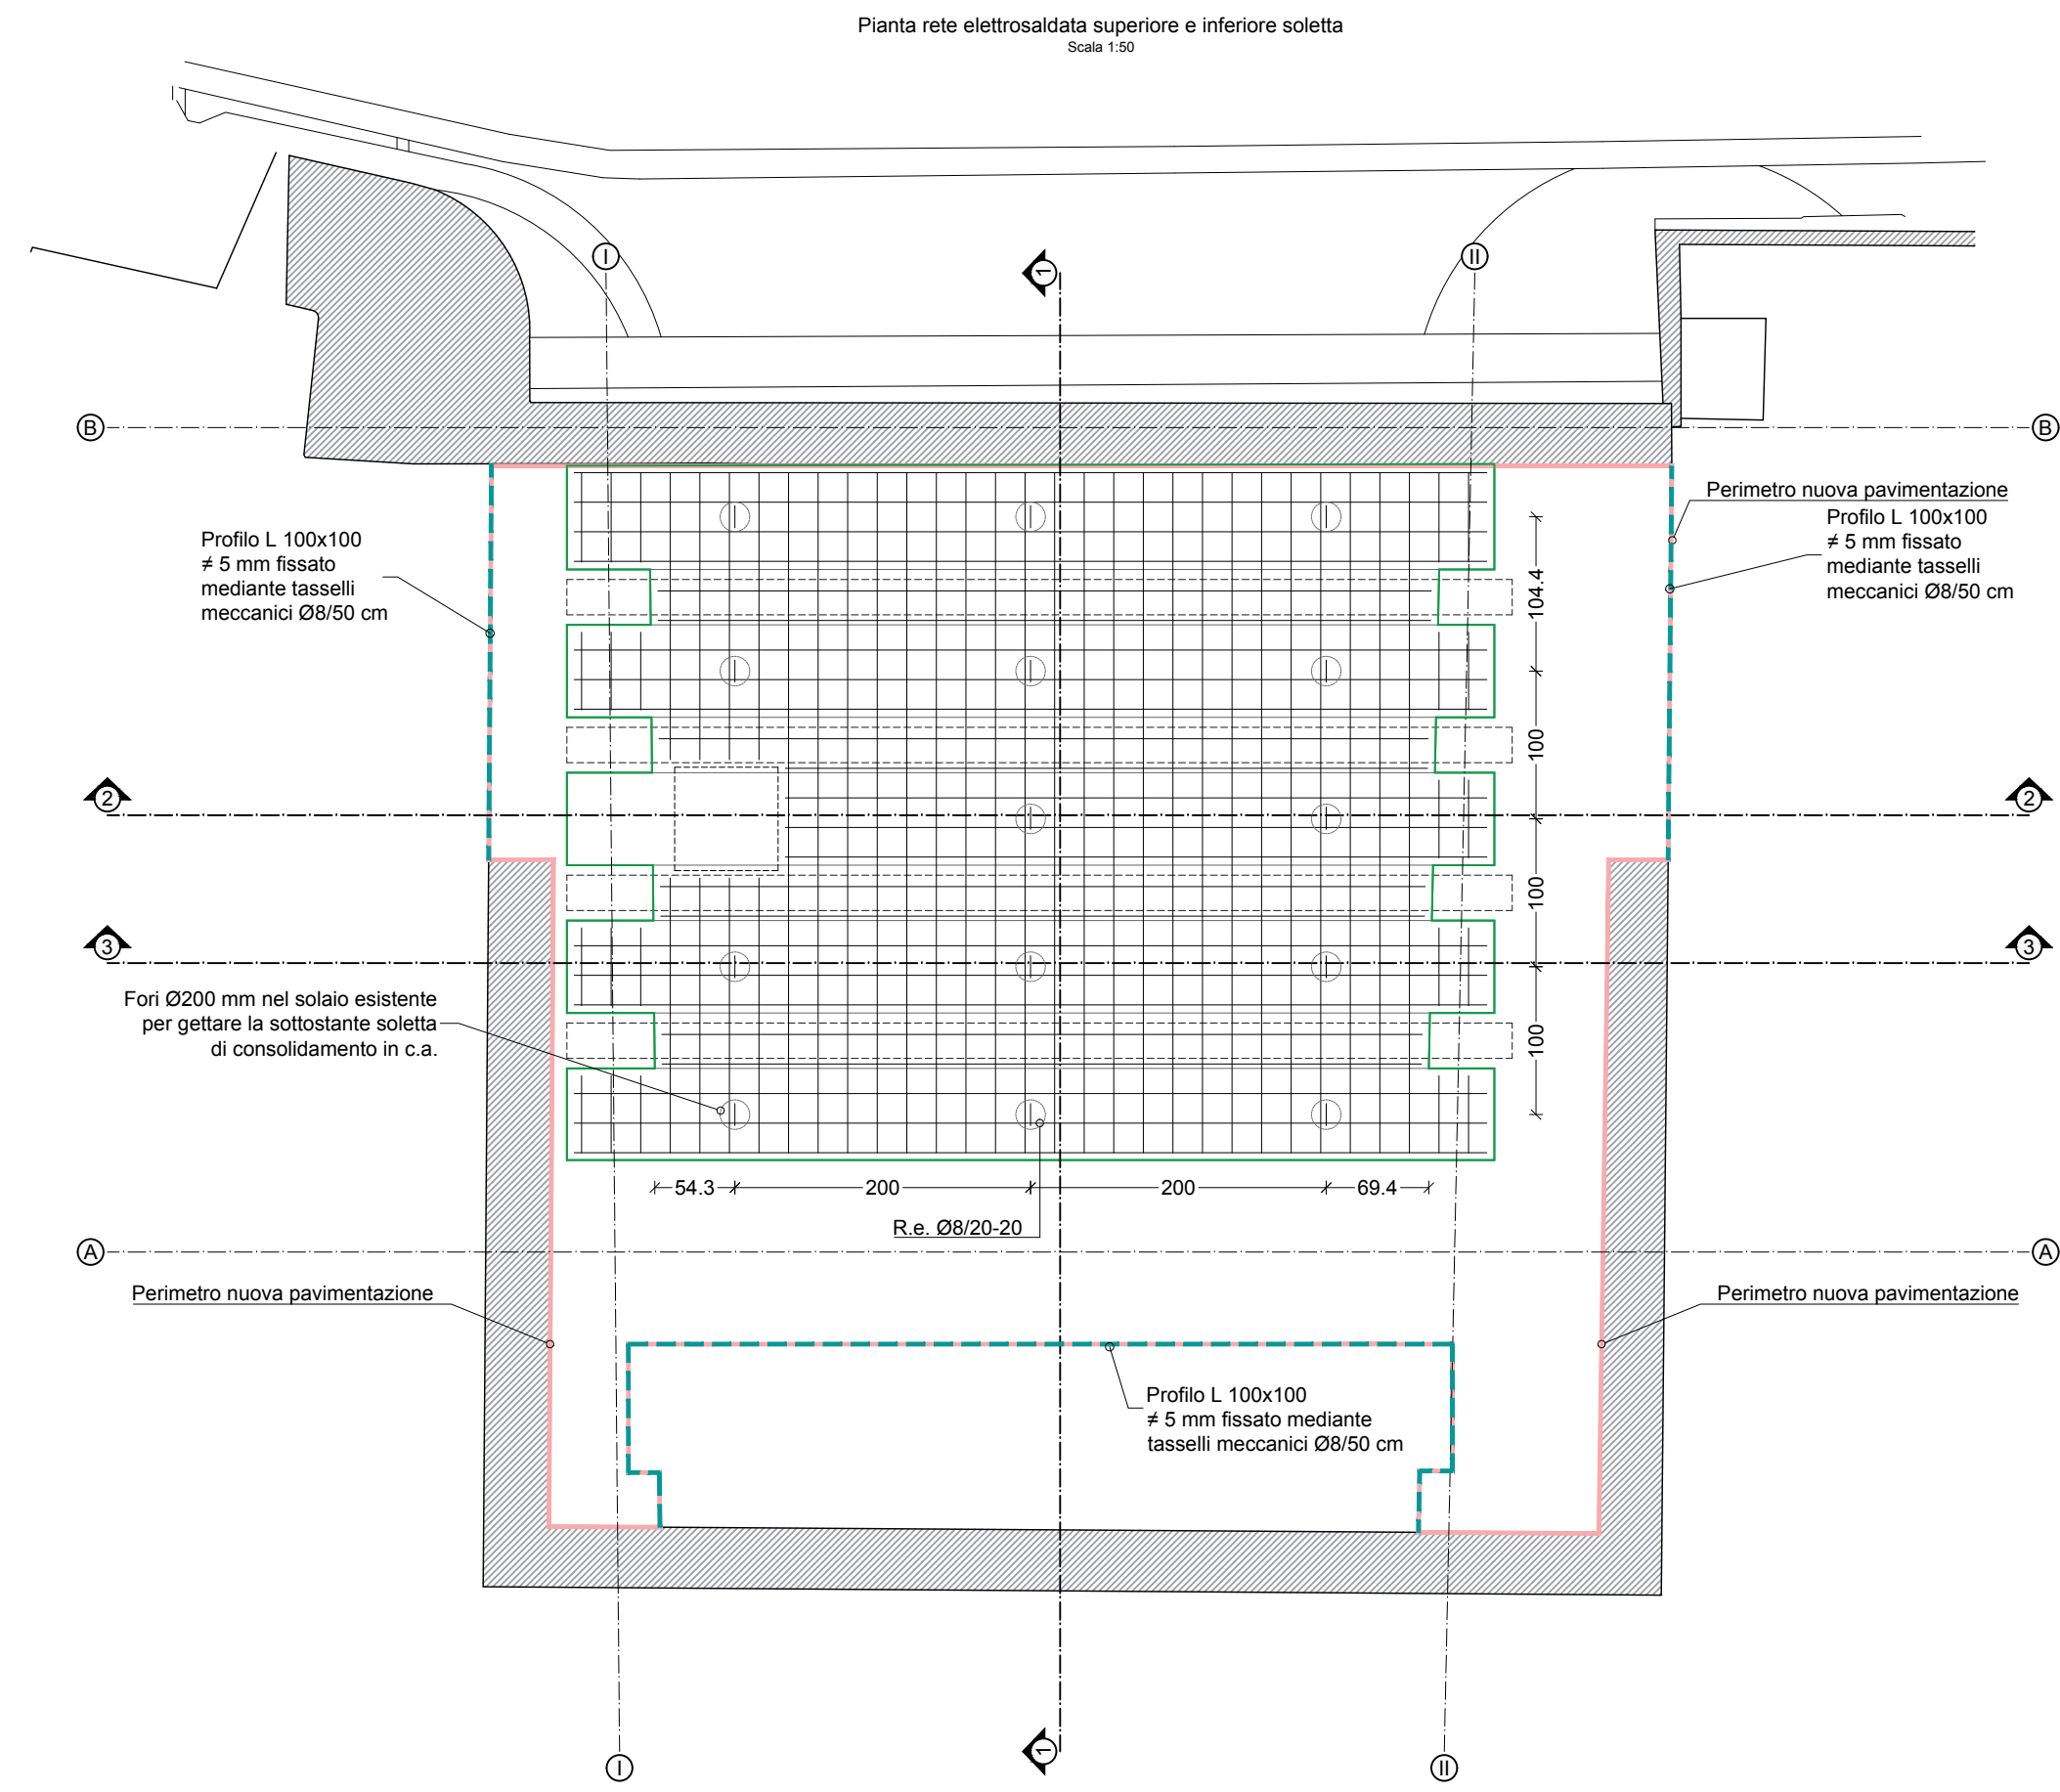 Pianta rete elettrosaldata superiore e inferiore soletta
Scala 1:50
I
1
II
B
B
Perimetro nuova pavimentazione
Profilo L 100x100
≠ 5 mm fissato
mediante tasselli
meccanici Ø8/50 cm
Profilo L 100x100
≠ 5 mm fissato
mediante tasselli
meccanici Ø8/50 cm
104.4
100
2
2
100
3
3
Fori Ø200 mm nel solaio esistente
per gettare la sottostante soletta
di consolidamento in c.a.
100
54.3
200
200
69.4
R.e. Ø8/20-20
A
A
Perimetro nuova pavimentazione
Perimetro nuova pavimentazione
Profilo L 100x100
≠ 5 mm fissato mediante
tasselli meccanici Ø8/50 cm
I
1
II